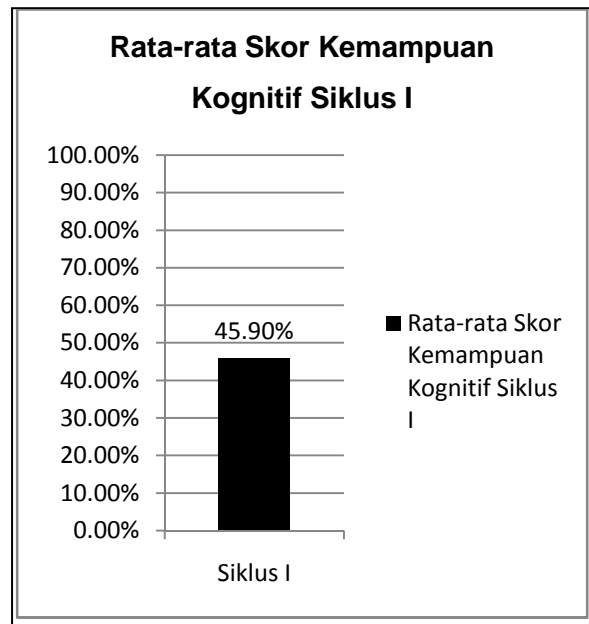 Rata-rata Skor Kemampuan
Kognitif Siklus I
100.00%
90.00%
80.00%
70.00%
60.00%
50.00%
40.00%
30.00%
20.00%
10.00%
0.00%
45.90%
Siklus I
Rata-rata Skor
Kemampuan
Kognitif Siklus
I